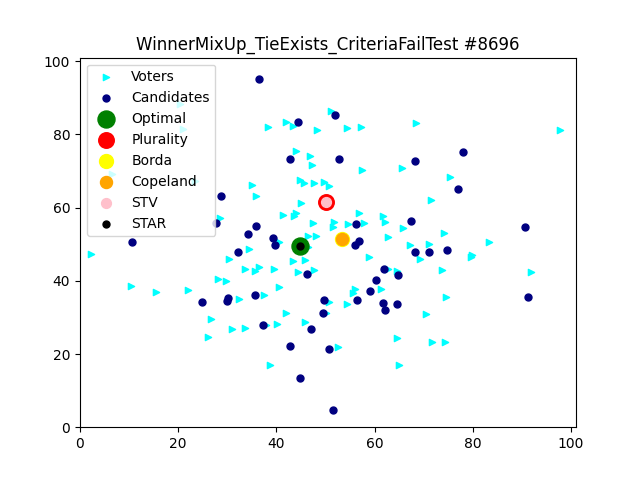 WinnerMixUp_TieExists_CriteriaFailTest #8696
100
80
60
40
20
0
Voters
Candidates
Optimal
Plurality
Borda
Copeland
STV
STAR
0 20 40 60 80 100